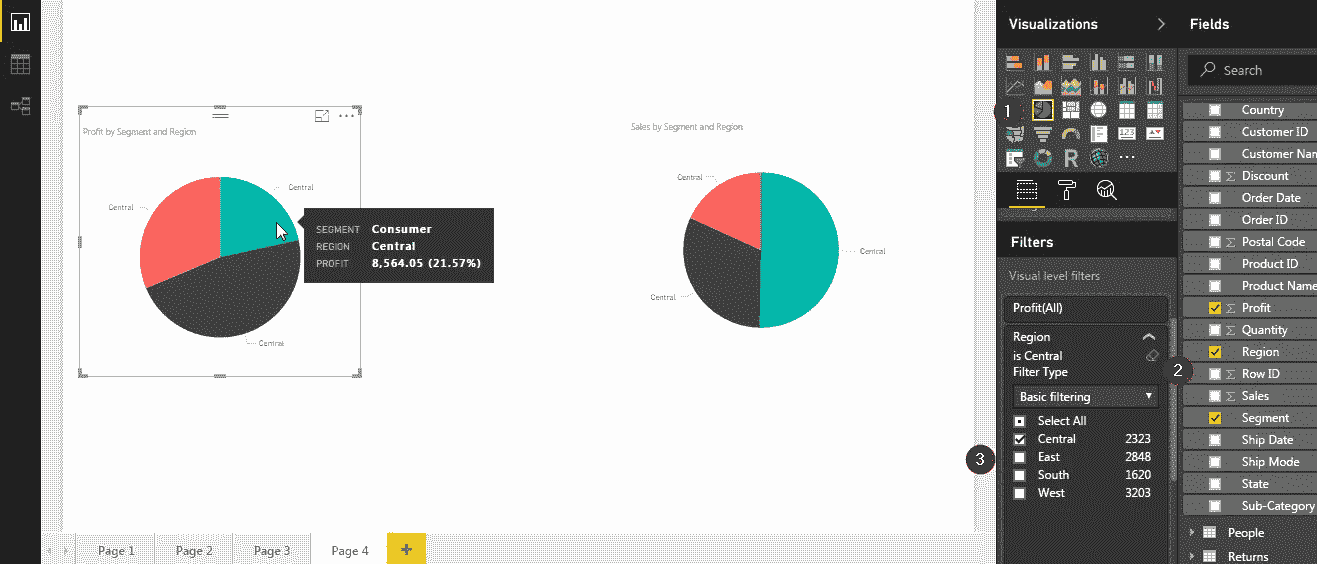 Profit by Segment and Region
Central
Central
Central
SEGMENT Consumer
REGION Central
PROFIT 8,564.05 (21.57%)
Sales by Segment and Region
Central
Central
Central
Page 1
Page 2
Page 3
Page 4
+
Visualizations
1
123
R
Filters
Visual level filters
Profit(All)
Region
is Central
Filter Type
Basic filtering
Select All
Central 2323
East 2848
South 1620
West 3203
2
3
Fields
Search
Country
Customer ID
Customer Nam
Σ Discount
Order Date
Order ID
Σ Postal Code
Product ID
Product Name
Σ Profit
Σ Quantity
Region
Σ Row ID
Σ Sales
Segment
Ship Date
Ship Mode
State
Sub-Category
People
Returns